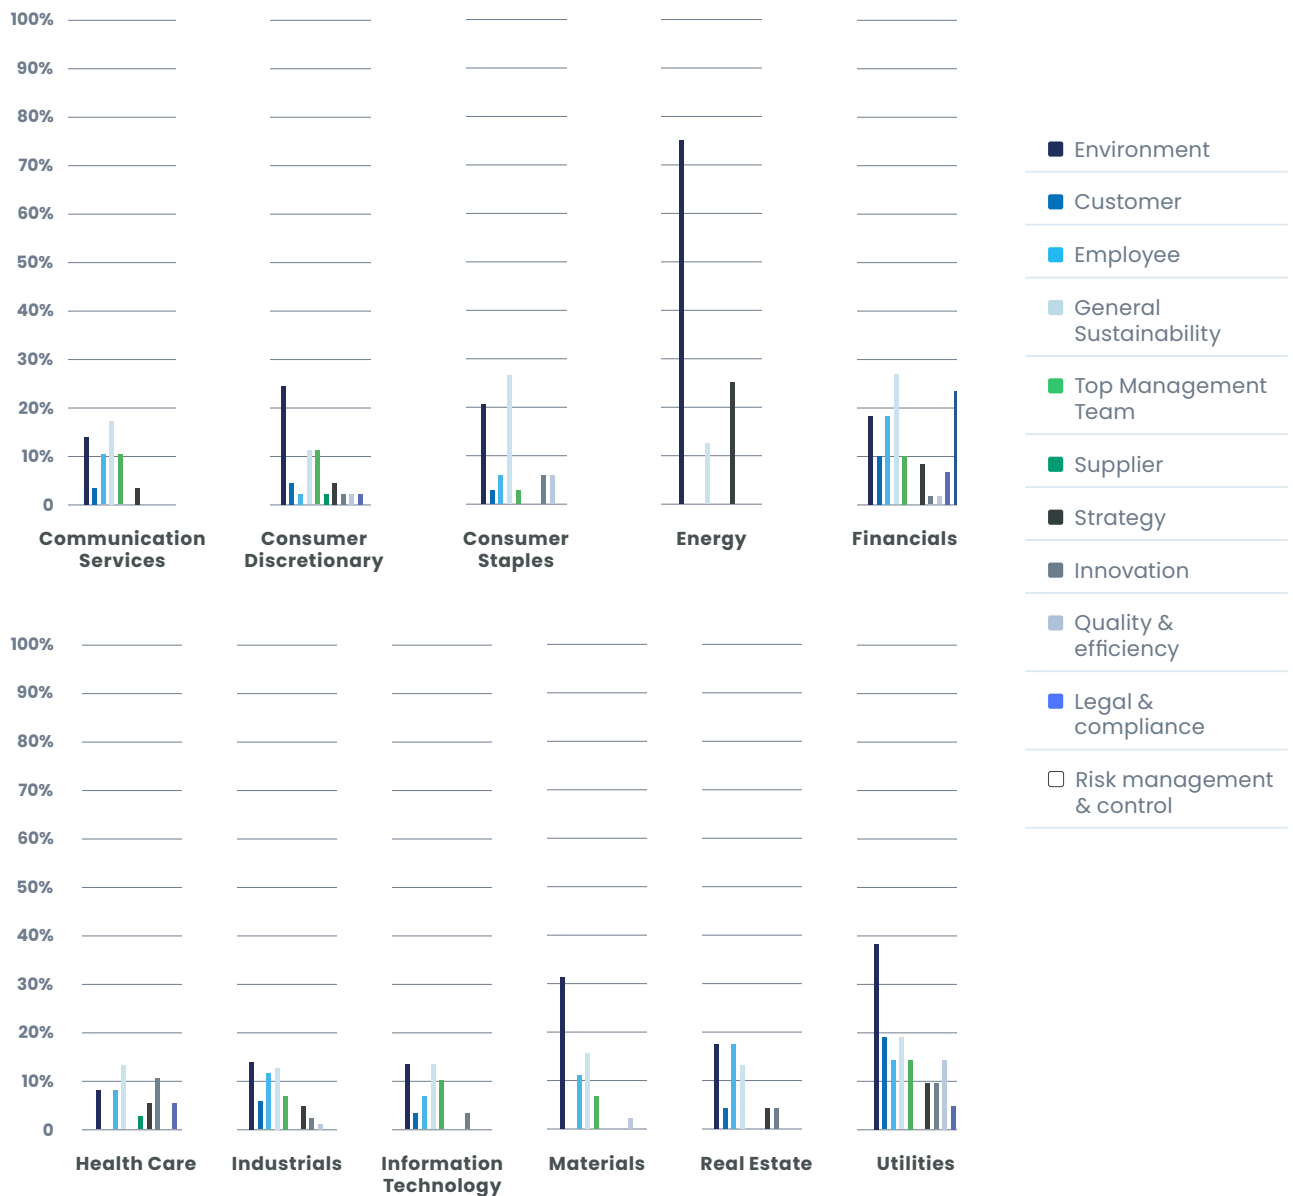 100%
90%
80%
70%
60%
50%
40%
30%
20%
10%
0
Communication
Services
Consumer
Discretionary
Consumer
Staples
Energy
Financials
Environment
Customer
Employee
General
Sustainability
Top Management
Team
Supplier
Strategy
Innovation
Quality &
efficiency
Legal &
compliance
Risk management
& control
100%
90%
80%
70%
60%
50%
40%
30%
20%
10%
0
Health Care
Industrials
Information
Technology
Materials
Real Estate
Utilities